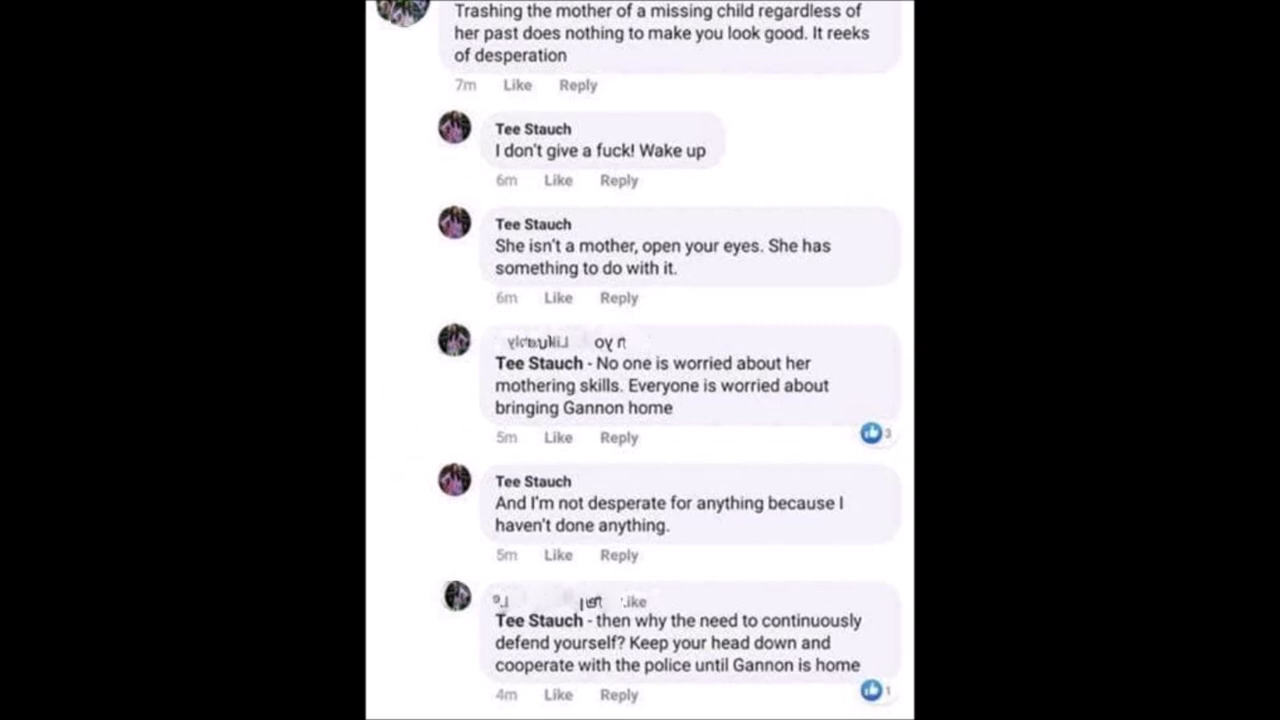 Trashing the mother of a missing child regardless of
her past does nothing to make you look good. It reeks
of desperation
7m Like Reply
Tee Stauch
I don't give a fuck! Wake up
6m Like Reply
Tee Stauch
She isn't a mother, open your eyes. She has
something to do with it.
6m Like Reply
Tee Stauch - No one is worried about her
mothering skills. Everyone is worried about
bringing Gannon home
5m Like Reply 3
Tee Stauch
And I'm not desperate for anything because I
haven't done anything.
5m Like Reply
Tee Stauch - then why the need to continuously
defend yourself? Keep your head down and
cooperate with the police until Gannon is home
4m Like Reply 1